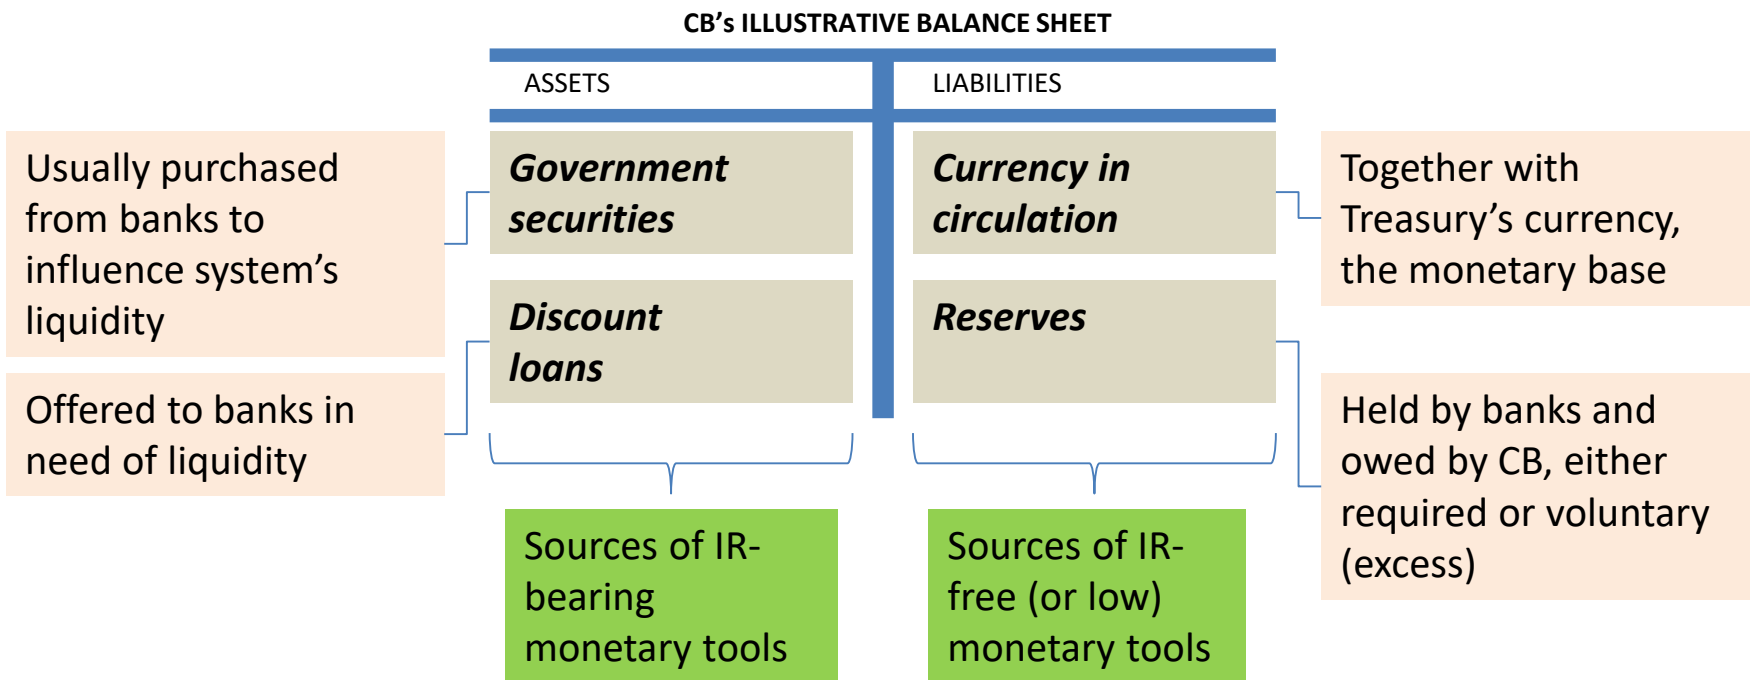 CB's ILLUSTRATIVE BALANCE SHEET
ASSETS
LIABILITIES
Usually purchased
from banks to
influence system's
liquidity
Government
securities
Currency in
circulation
Together with
Treasury's currency,
the monetary base
Offered to banks in
need of liquidity
Discount
loans
Reserves
Held by banks and
owed by CB, either
required or voluntary
(excess)
Sources of IR-
bearing
monetary tools
Sources of IR-
free (or low)
monetary tools